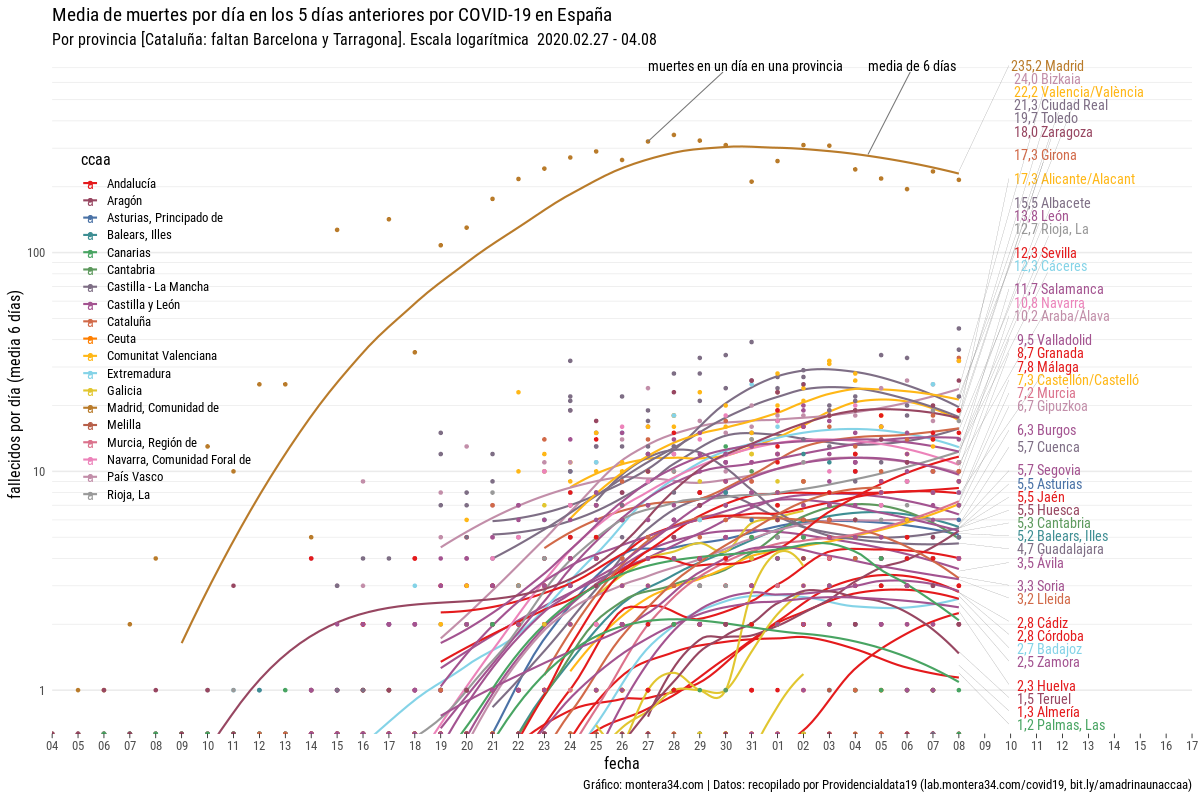 Media de muertes por día en los 5 días anteriores por COVID-19 en España
Por provincia [Cataluña: faltan Barcelona y Tarragona]. Escala logarítmica 2020.02.27 - 04.08
muertes en un día en una provincia
media de 6 días
235,2 Madrid
24,0 Bizkaia
22,2 Valencia/València
21,3 Ciudad Real
19,7 Toledo
18,0 Zaragoza
17,3 Girona
17,3 Alicante/Alacant
15,5 Albacete
13,8 León
12,7 Rioja, La
12,3 Sevilla
12,3 Cáceres
11,7 Salamanca
10,8 Navarra
10,2 Araba/Álava
9,5 Valladolid
8,7 Granada
7,8 Málaga
7,3 Castellón/Castelló
7,2 Murcia
6,7 Gipuzkoa
6,3 Burgos
5,7 Cuenca
5,7 Segovia
5,5 Asturias
5,5 Jaén
5,5 Huesca
5,3 Cantabria
5,2 Balears, Illes
4,7 Guadalajara
3,5 Ávila
3,3 Soria
3,2 Lleida
2,8 Cádiz
2,8 Córdoba
2,7 Badajoz
2,5 Zamora
2,3 Huelva
1,5 Teruel
1,3 Almería
1,2 Palmas, Las
ccaa
Andalucía
Aragón
Asturias, Principado de
Balears, Illes
Canarias
Cantabria
Castilla - La Mancha
Castilla y León
Cataluña
Ceuta
Comunitat Valenciana
Extremadura
Galicia
Madrid, Comunidad de
Melilla
Murcia, Región de
Navarra, Comunidad Foral de
País Vasco
Rioja, La
fallecidos por día (media 6 días)
100
10
1
04 05 06 07 08 09 10 11 12 13 14 15 16 17 18 19 20 21 22 23 24 25 26 27 28 29 30 31 01 02 03 04 05 06 07 08 09 10 11 12 13 14 15 16 17
fecha
Gráfico: montera34.com | Datos: recopilado por Providencialdata19 (lab.montera34.com/covid19, bit.ly/amadrinaunaccaa)